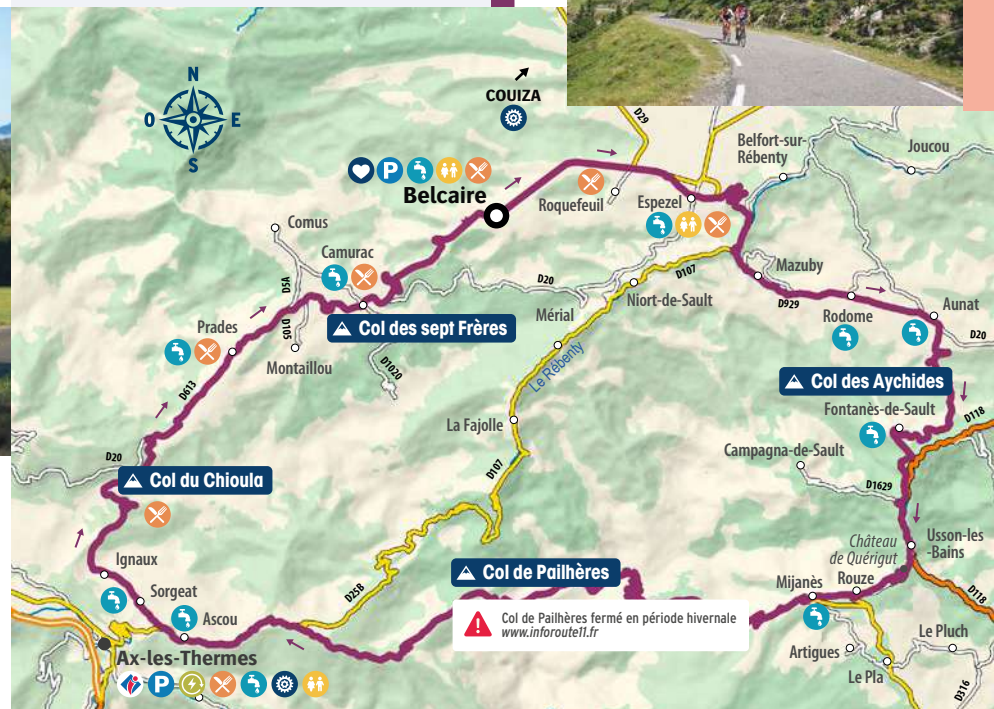 N
O
E
S
COUIZA
D29
Belfort-sur-
Rébenty
Joucou
P
Belcaire
Roquefeuil
Espezel
Comus
Camurac
D5A
D20
D107
Mazuby
Niort-de-Sault
D929
Rodome
Aunat
D20
Prades
D105
Col des sept Frères
Mérial
Montaillou
D1020
Le Rébenty
D613
Col des Aychides
Fontanès-de-Sault
D118
La Fajolle
Campagna-de-Sault
D20
D107
Col du Chioula
D1629
Usson-les
-Bains
Château
de Quérigut
Ignaux
Col de Pailhères
Mijanès
Rouze
D25B
D118
Sorgeat
Ascou
Col de Pailhères fermé en période hivernale
www.inforoute11.fr
Le Pluch
Artigues
Ax-les-Thermes
P
Le Pla
D316